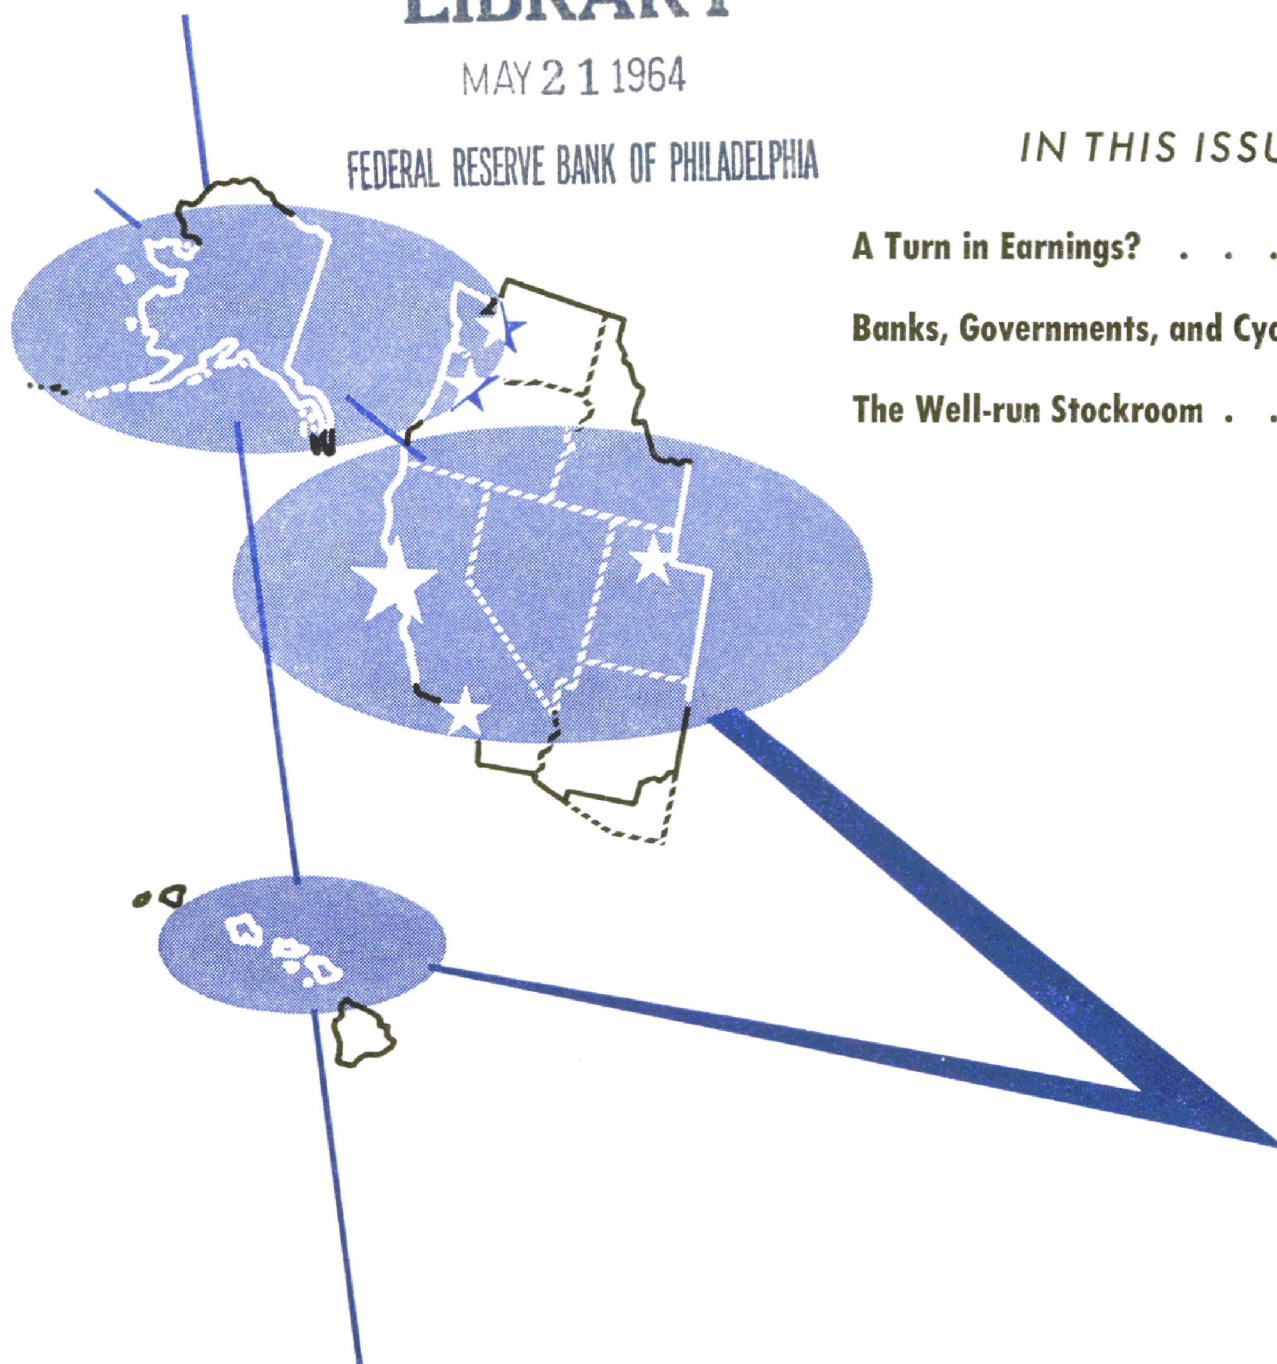 LIBRARY
MAY 21 1964
FEDERAL RESERVE BANK OF PHILADELPHIA
IN THIS ISSU
A Turn in Earnings? . . .
Banks, Governments, and Cyc
The Well-run Stockroom . .